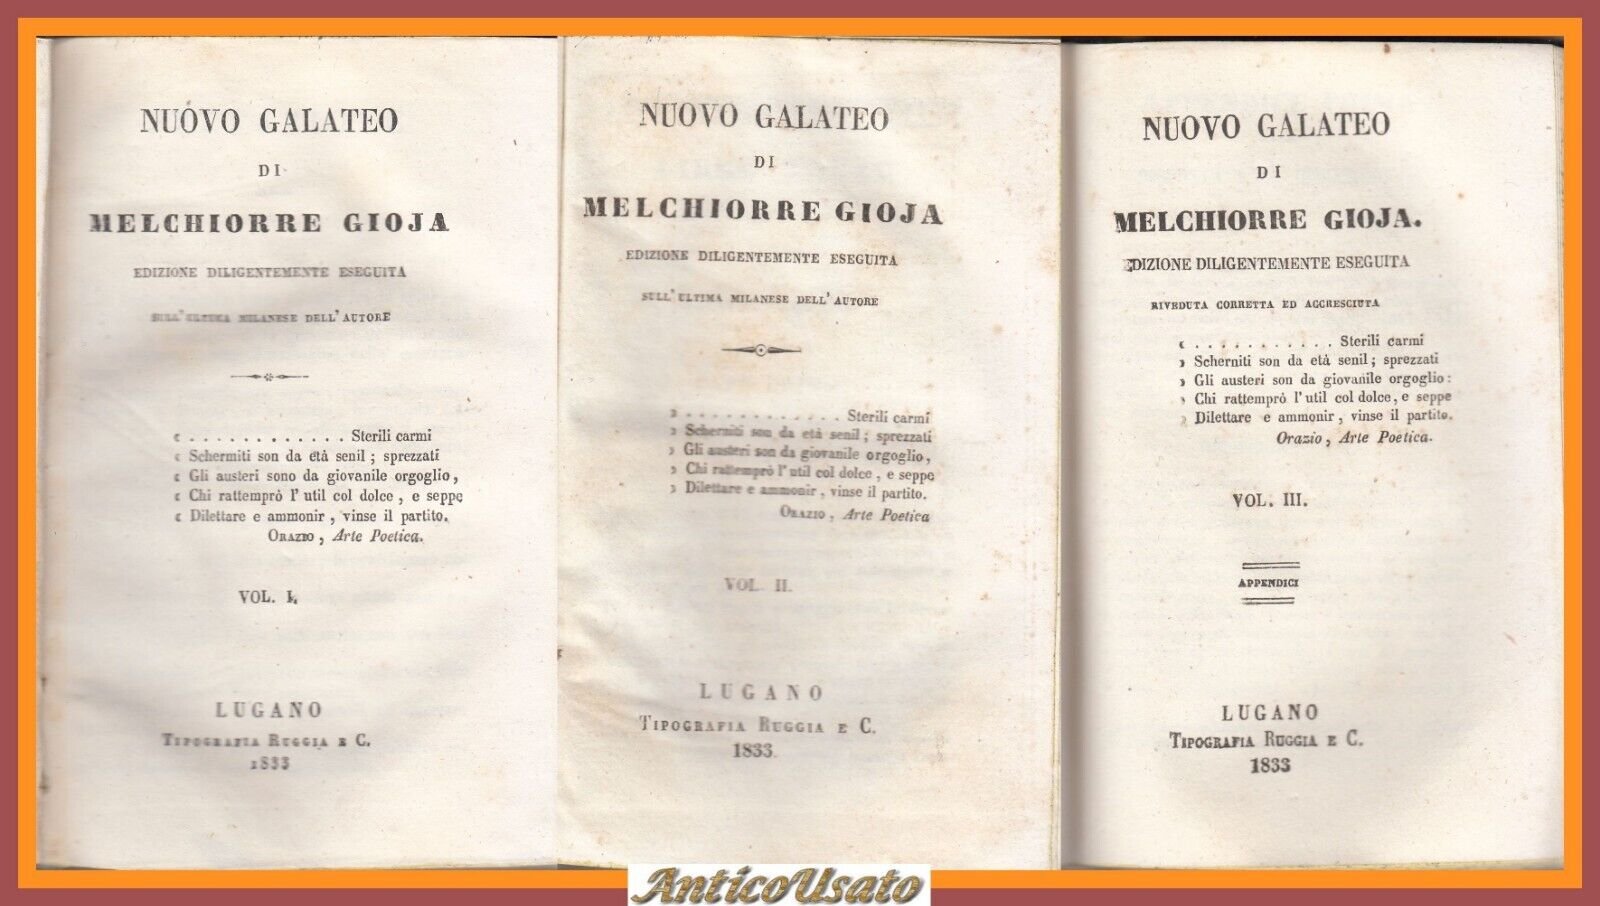 NUOVO GALATEO
DI
MELCHIORRE GIOJA
EDIZIONE DILIGENTEMENTE ESEGUITA
SULL'ULTIMA MILANESE DELL'AUTORE
« . . . . . . . . . . . . Sterili carmi
« Scherniti son da età senil; sprezzati
« Gli austeri sono da giovanile orgoglio,
« Chi rattemprò l'util col dolce, e seppe
« Dilettare e ammonir, vinse il partito.
ORAZIO, Arte Poetica.
VOL. I.
LUGANO
TIPOGRAFIA RUGGIA E C.
1833
NUOVO GALATEO
DI
MELCHIORRE GIOJA
EDIZIONE DILIGENTEMENTE ESEGUITA
SULL'ULTIMA MILANESE DELL'AUTORE
» . . . . . . . . . . . . Sterili carmi
» Scherniti son da età senil; sprezzati
» Gli austeri son da giovanile orgoglio,
» Chi rattemprò l'util col dolce, e seppe
» Dilettare e ammonir, vinse il partito.
ORAZIO, Arte Poetica
VOL. II.
LUGANO
TIPOGRAFIA RUGGIA E C.
1833.
NUOVO GALATEO
DI
MELCHIORRE GIOJA.
EDIZIONE DILIGENTEMENTE ESEGUITA
RIVEDUTA CORRETTA ED ACCRESCIUTA
« . . . . . . . . . . . . Sterili carmi
» Scherniti son da età senil; sprezzati
» Gli austeri son da giovanile orgoglio:
» Chi rattemprò l'util col dolce, e seppe
» Dilettare e ammonir, vinse il partito.
Orazio, Arte Poetica.
VOL. III.
APPENDICI
LUGANO
TIPOGRAFIA RUGGIA E C.
1833
AnticoUsato